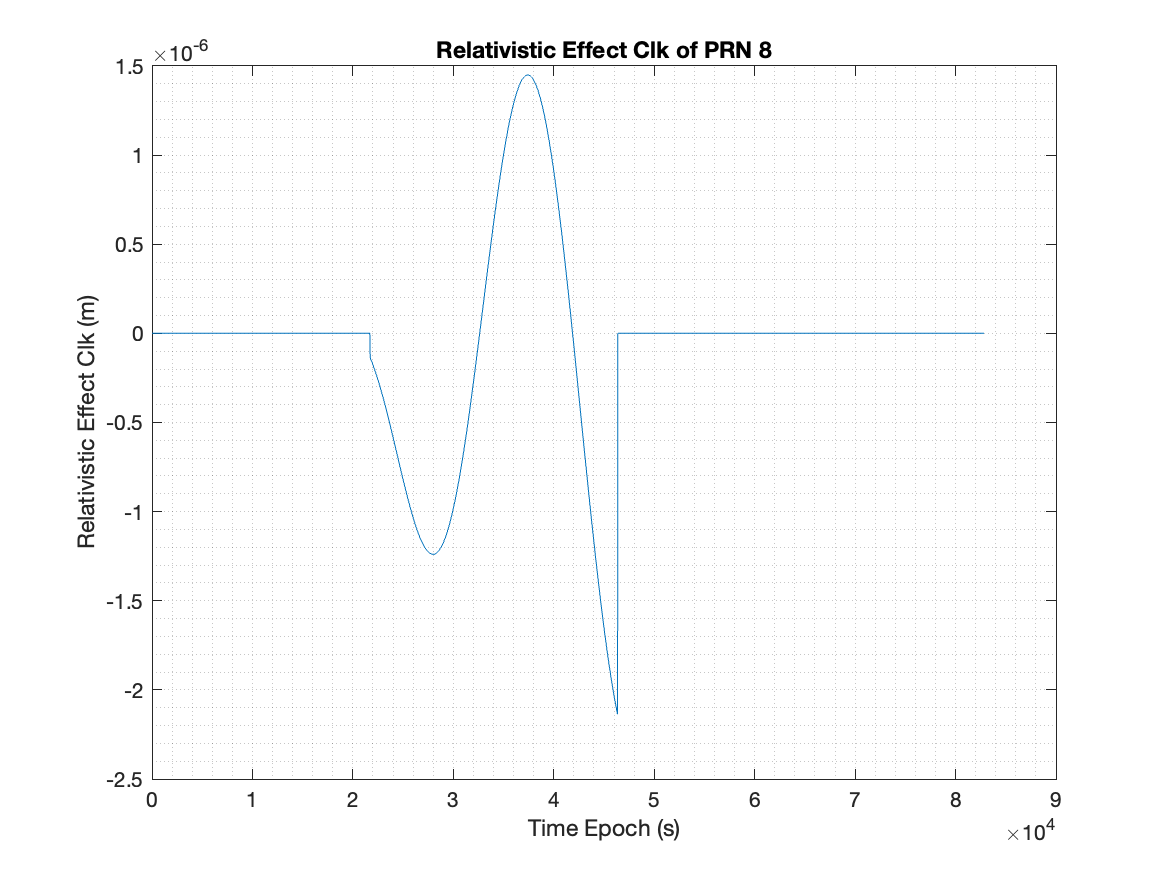 Relativistic Effect Clk of PRN 8
×10-6
1.5
1
0.5
0
-0.5
-1
-1.5
-2
-2.5
Relativistic Effect Clk (m)
0 1 2 3 4 5 6 7 8 9
Time Epoch (s)
×104